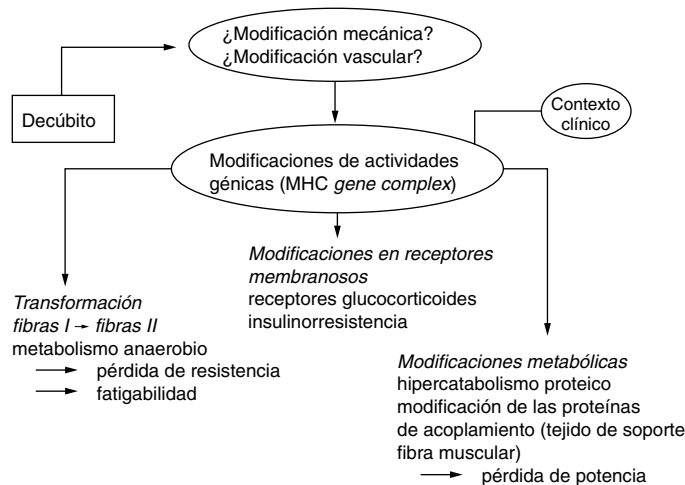 ¿Modificación mecánica?
¿Modificación vascular?
Decúbito
Contexto
clínico
Modificaciones de actividades
génicas (MHC gene complex)
Modificaciones en receptores
membranosos
receptores glucocorticoides
insulinorresistencia
Transformación
fibras I → fibras II
metabolismo anaerobio
→ pérdida de resistencia
→ fatigabilidad
Modificaciones metabólicas
hipercatabolismo proteico
modificación de las proteínas
de acoplamiento (tejido de soporte
fibra muscular)
→ pérdida de potencia